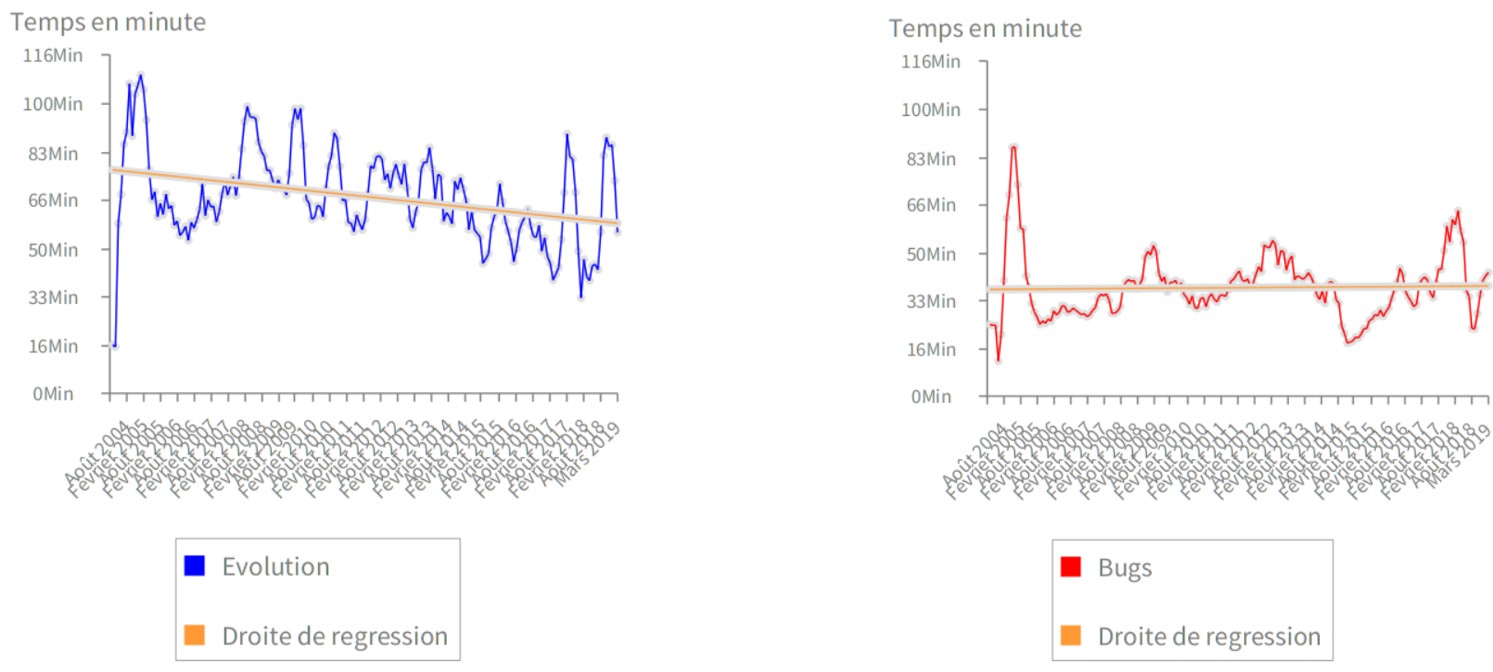 Temps en minute
116Min
100Min
83Min
66Min
50Min
33Min
16Min
0Min
Août 2004
Février 2005
Août 2005
Février 2006
Août 2006
Février 2007
Août 2007
Février 2008
Août 2008
Février 2009
Août 2009
Février 2010
Août 2010
Février 2011
Août 2011
Février 2012
Août 2012
Février 2013
Août 2013
Février 2014
Août 2014
Février 2015
Août 2015
Février 2016
Août 2016
Février 2017
Août 2017
Février 2018
Août 2018
Mars 2019
Evolution
Droite de regression
Temps en minute
116Min
100Min
83Min
66Min
50Min
33Min
16Min
0Min
Août 2004
Février 2005
Août 2005
Février 2006
Août 2006
Février 2007
Août 2007
Février 2008
Août 2008
Février 2009
Août 2009
Février 2010
Août 2010
Février 2011
Août 2011
Février 2012
Août 2012
Février 2013
Août 2013
Février 2014
Août 2014
Février 2015
Août 2015
Février 2016
Août 2016
Février 2017
Août 2017
Février 2018
Août 2018
Mars 2019
Bugs
Droite de regression